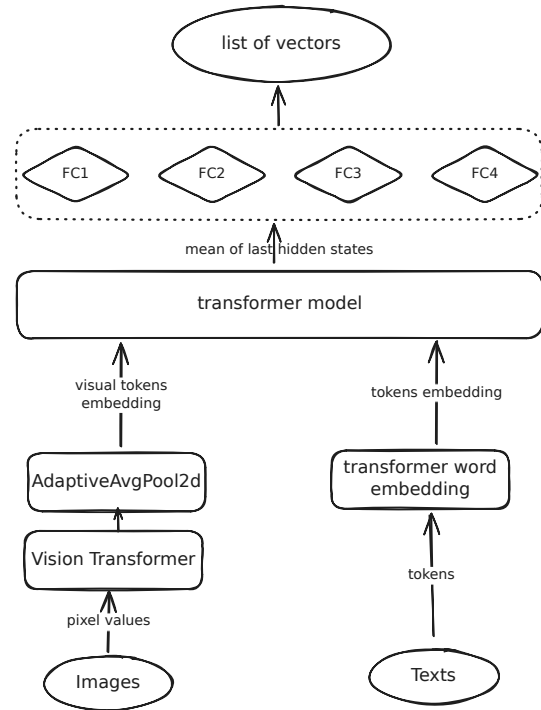 list of vectors
FC1
FC2
FC3
FC4
mean of last hidden states
transformer model
visual tokens
embedding
tokens embedding
AdaptiveAvgPool2d
transformer word
embedding
Vision Transformer
tokens
pixel values
Images
Texts